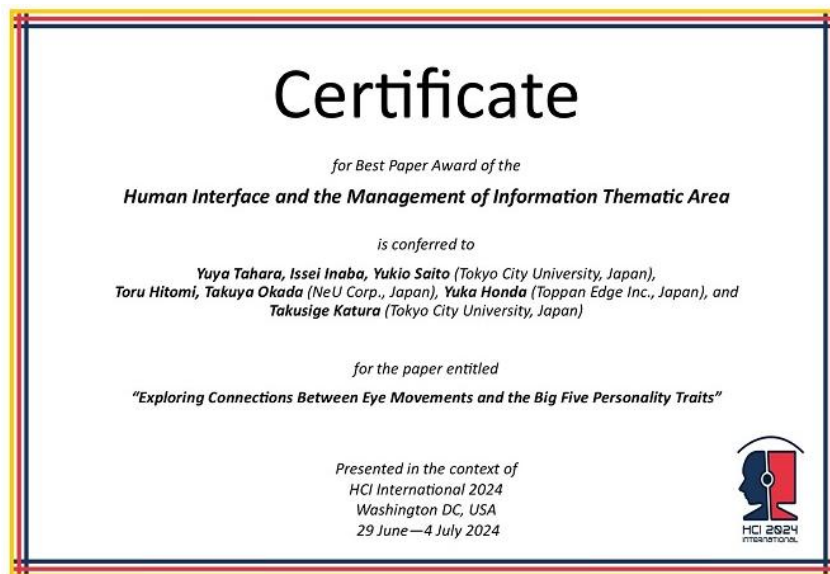 Certificate
for Best Paper Award of the
Human Interface and the Management of Information Thematic Area
is conferred to
Yuya Tahara, Issei Inaba, Yukio Saito (Tokyo City University, Japan),
Toru Hitomi, Takuya Okada (NeU Corp., Japan), Yuka Honda (Toppan Edge Inc., Japan), and
Takusige Katura (Tokyo City University, Japan)
for the paper entitled
“Exploring Connections Between Eye Movements and the Big Five Personality Traits”
Presented in the context of
HCI International 2024
Washington DC, USA
29 June—4 July 2024
HCI 2024
INTERNATIONAL